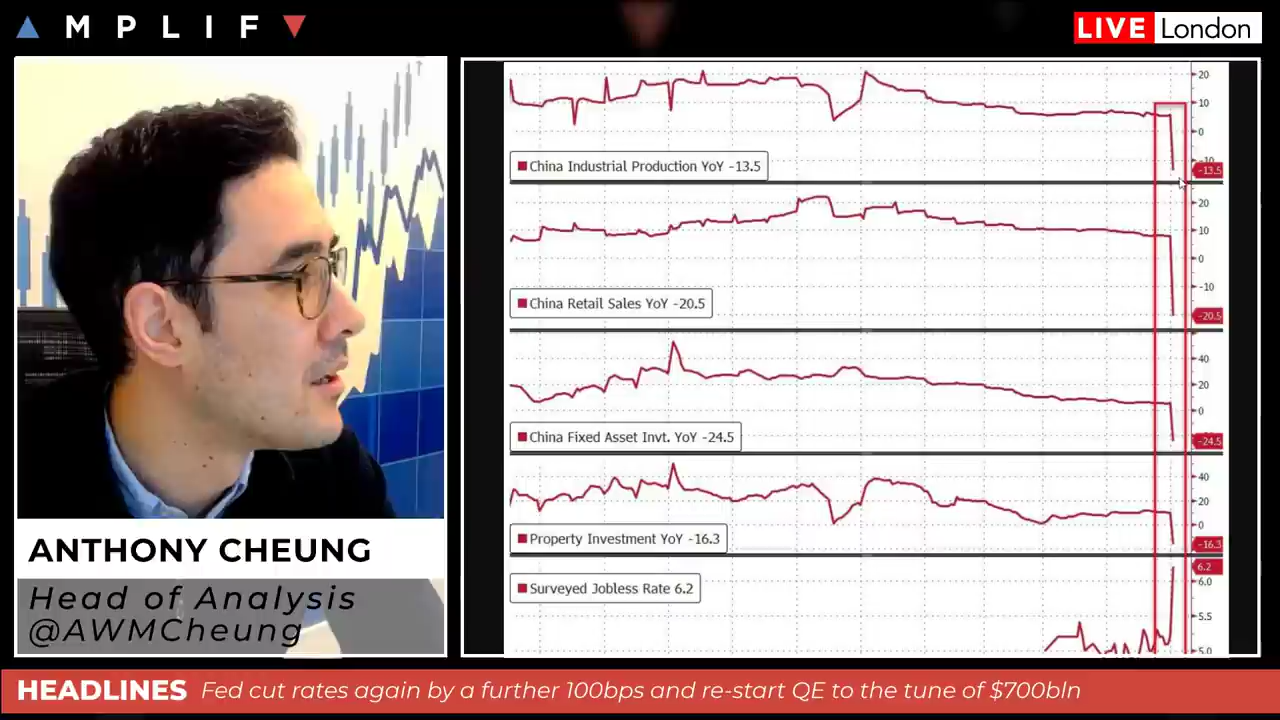 AMPLIFY
LIVE London
20
10
0
-10
-13.5
China Industrial Production YoY -13.5
20
10
0
-10
-20.5
China Retail Sales YoY -20.5
40
20
0
-24.5
China Fixed Asset Invt. YoY -24.5
40
20
0
-16.3
Property Investment YoY -16.3
6.2
6.0
5.5
5.0
Surveyed Jobless Rate 6.2
ANTHONY CHEUNG
Head of Analysis
@AWMCheung
HEADLINES Fed cut rates again by a further 100bps and re-start QE to the tune of $700bln